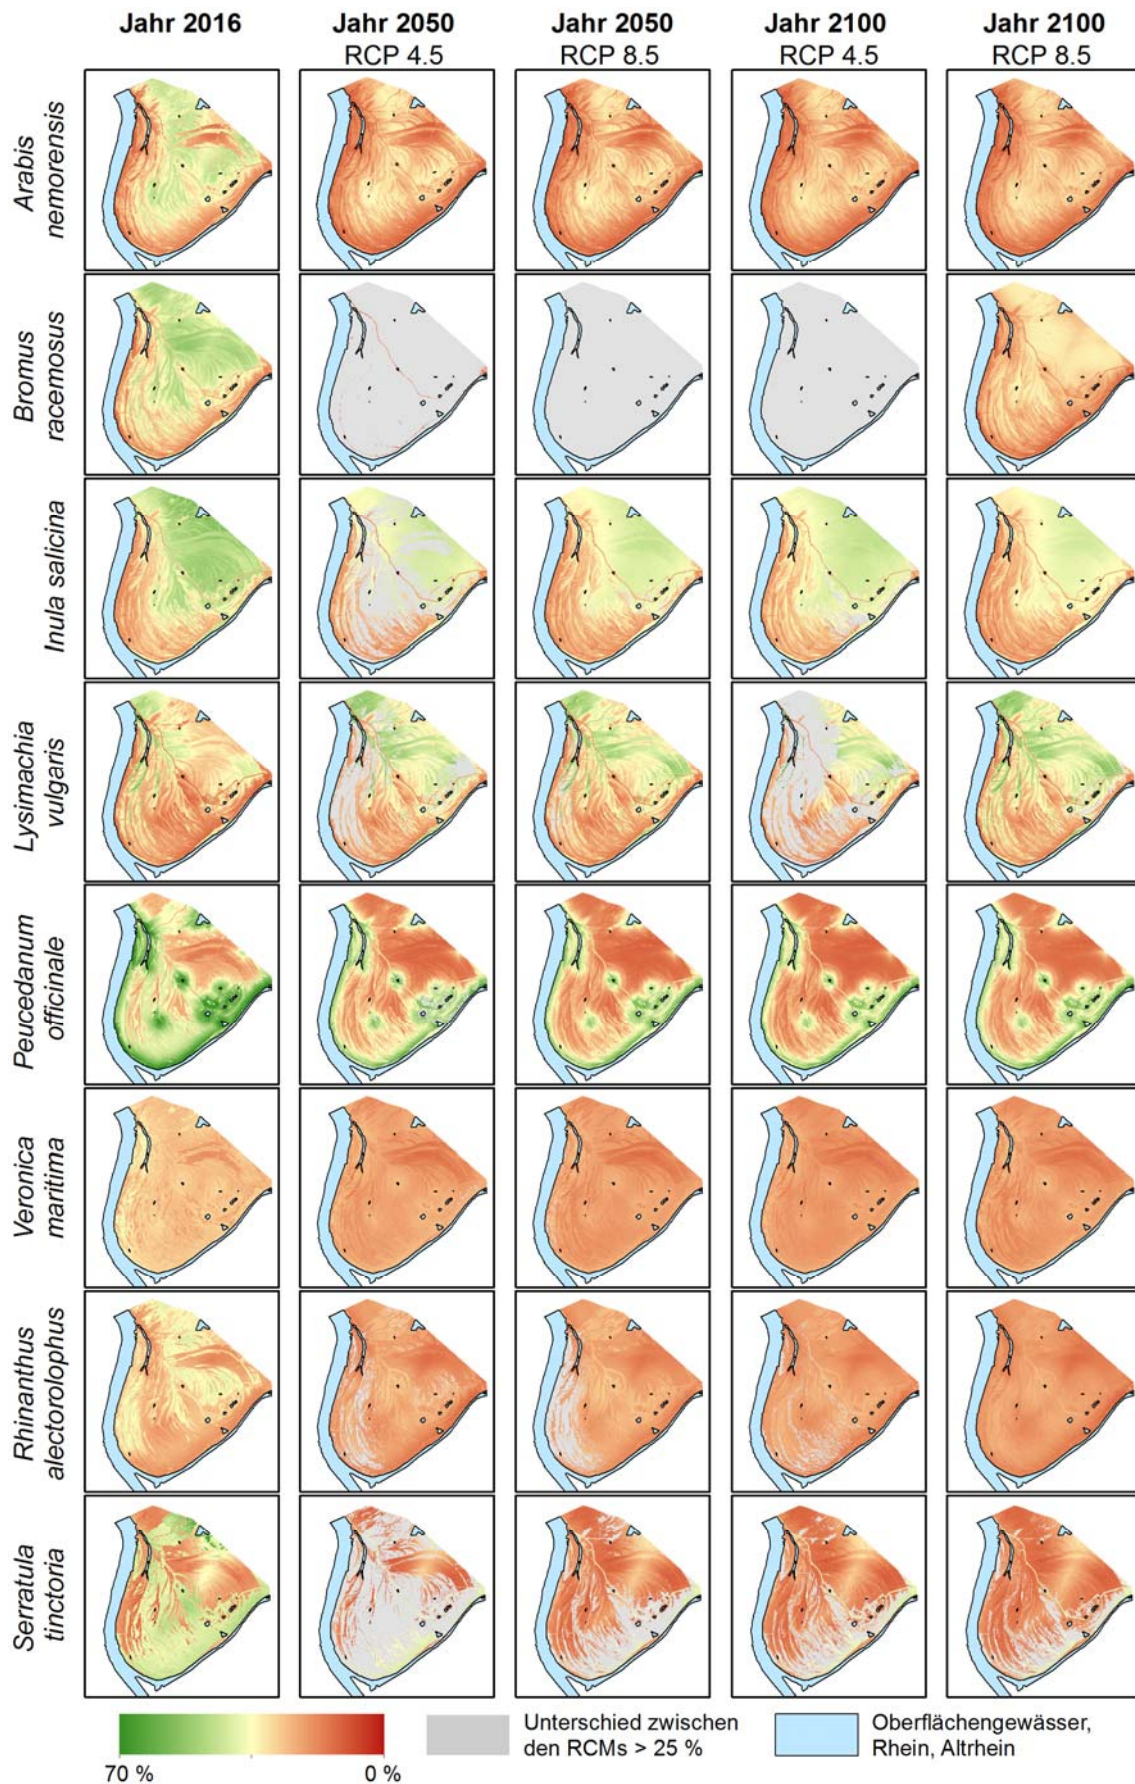 Jahr 2016 Jahr 2050 Jahr 2050 Jahr 2100 Jahr 2100
RCP 4.5 RCP 8.5 RCP 4.5 RCP 8.5
Arabis
nemorensis
Bromus
racemosus
Inula salicina
Lysimachia
vulgaris
Peucedanum
officinale
Veronica
maritima
Rhinanthus
alectorolophus
Serratula
tinctoria
70 % 0 %
Unterschied zwischen
den RCMs > 25 %
Oberflächengewässer,
Rhein, Altrhein